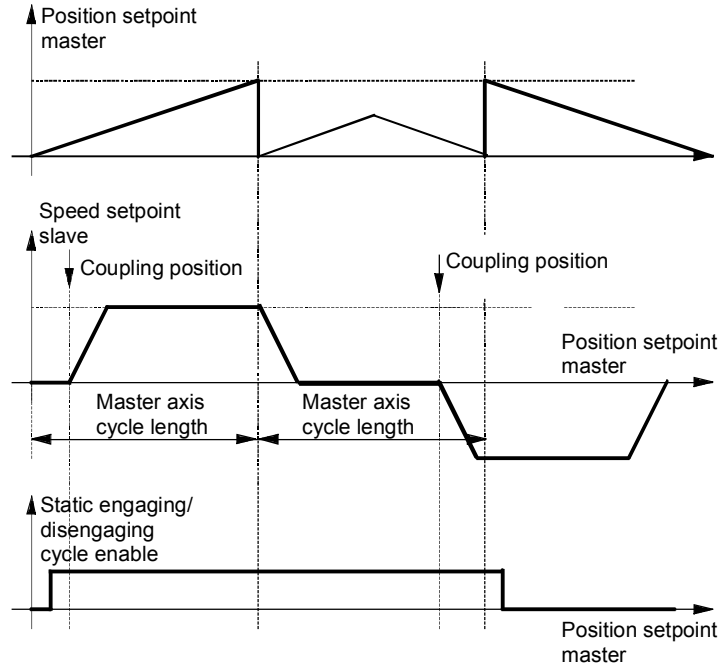 Position setpoint
master
Speed setpoint
slave
Coupling position
Coupling position
Position setpoint
master
Master axis
cycle length
Master axis
cycle length
Static engaging/
disengaging
cycle enable
Position setpoint
master